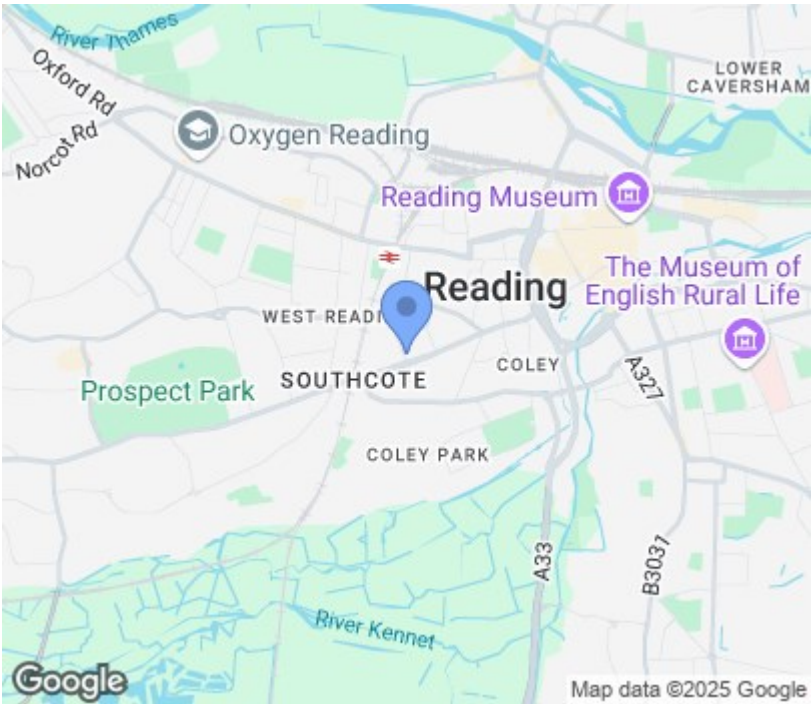 River Thames
Oxford Rd
LOWER
CAVERSHAM
Norcot Rd
Oxygen Reading
Reading Museum
Reading
The Museum of
English Rural Life
WEST READI
SOUTHCOTE
COLEY
A327
Prospect Park
COLEY PARK
A33
B3037
River Kennet
Google
Map data ©2025 Google